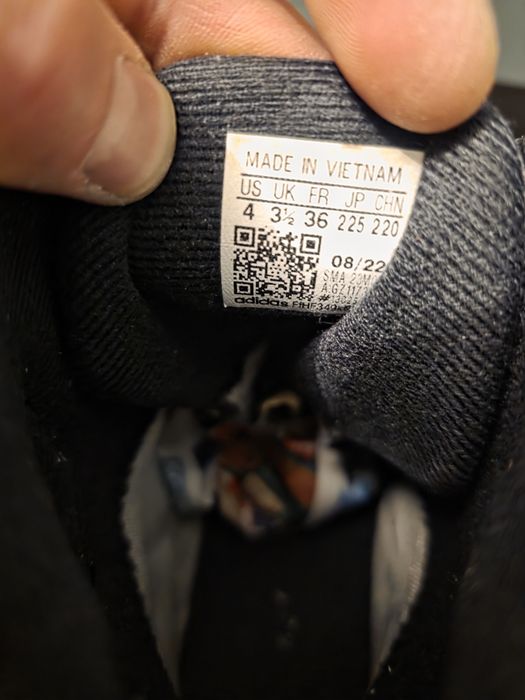 MADE IN VIETNAM
US UK FR JP CHN
4 3½ 36 225 220
08/22
adidas